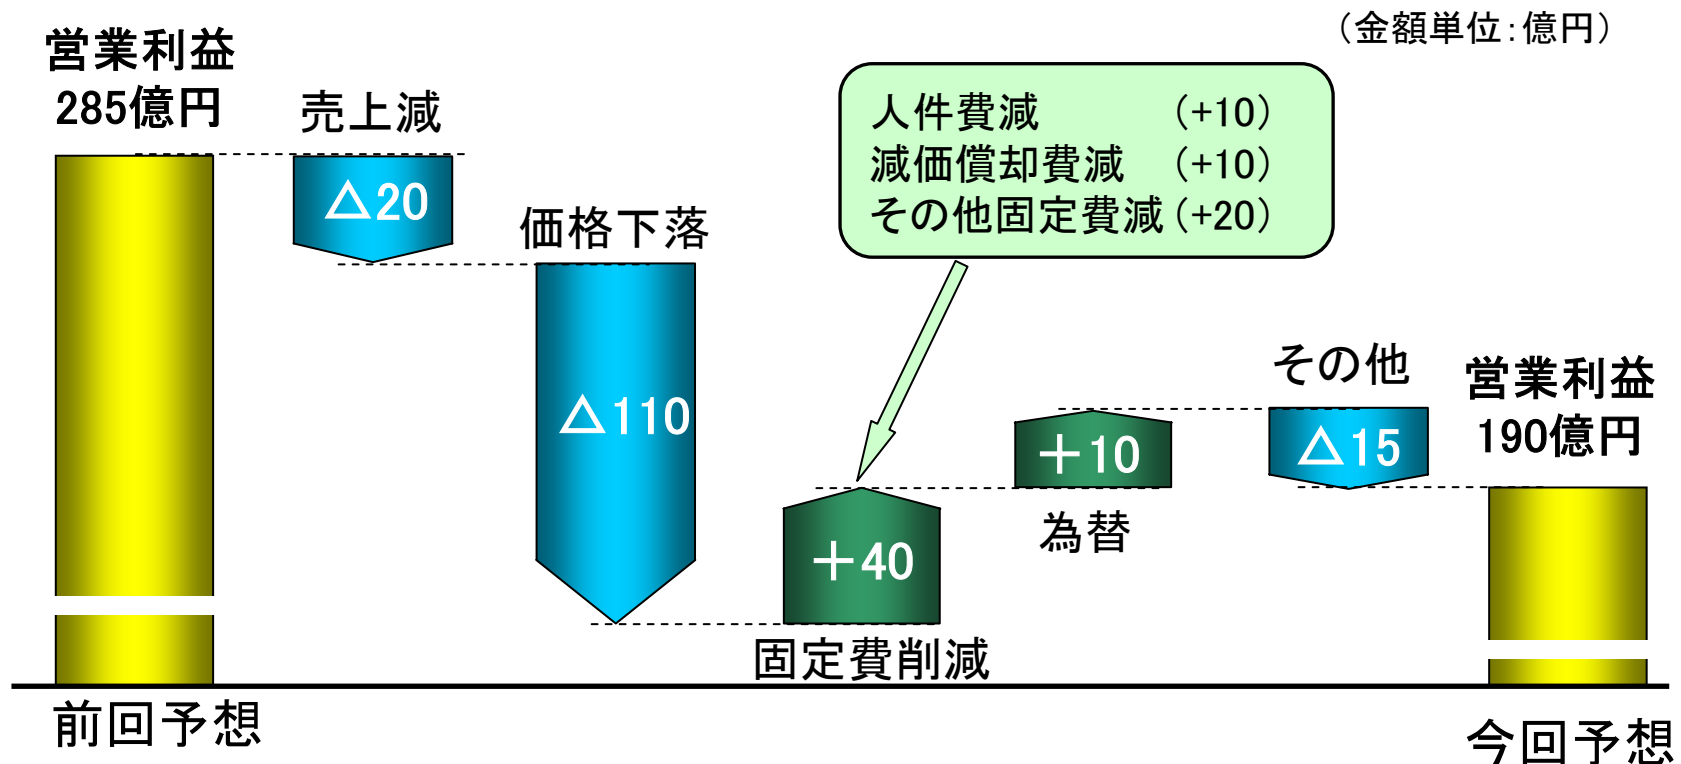 (金額単位:億円)
営業利益
285億円
売上減
△20
価格下落
△110
人件費減 (+10)
減価償却費減 (+10)
その他固定費減(+20)
+40
固定費削減
+10
為替
その他
△15
営業利益
190億円
前回予想
今回予想